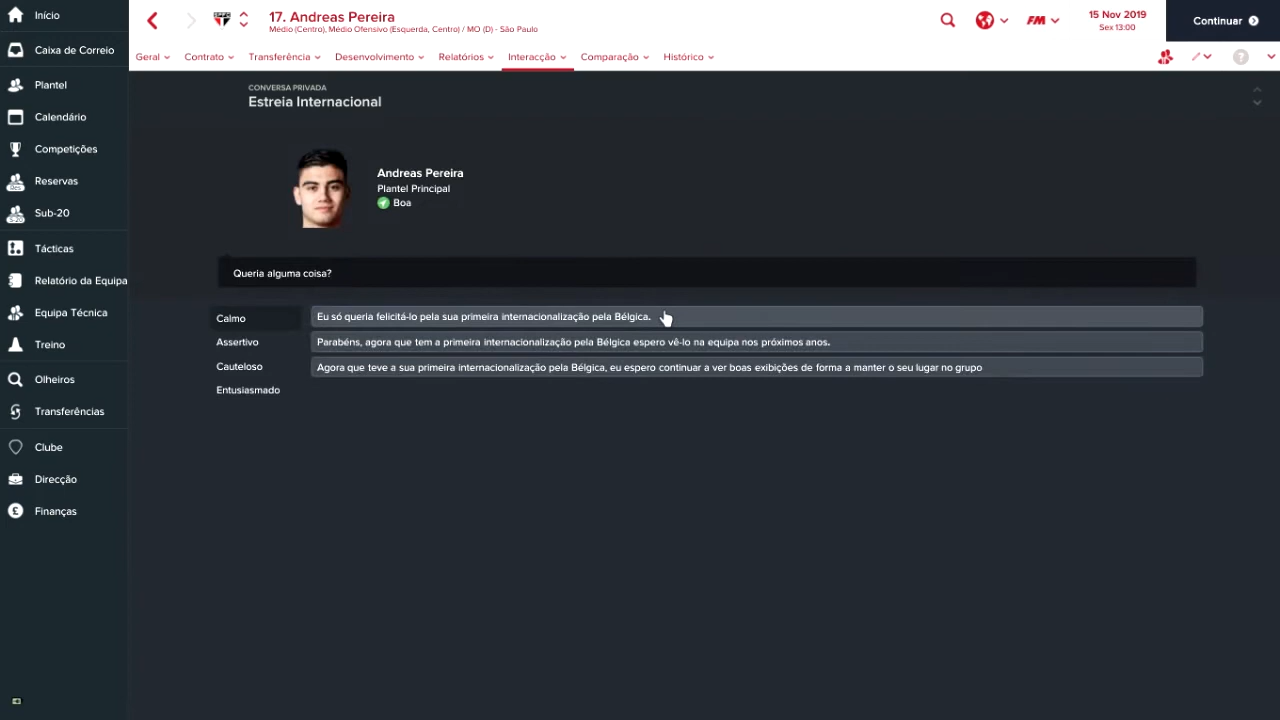 Início
Caixa de Correio
Plantel
Calendário
Competições
Reservas
Sub-20
Tácticas
Relatório da Equipa
Equipa Técnica
Treino
Olheiros
Transferências
Clube
Direcção
Finanças
17. Andreas Pereira
Médio (Centro), Médio Ofensivo (Esquerda, Centro) / MO (D) - São Paulo
FM
15 Nov 2019
Sex 13:00
Continuar
Geral
Contrato
Transferência
Desenvolvimento
Relatórios
Interacção
Comparação
Histórico
CONVERSA PRIVADA
Estreia Internacional
Andreas Pereira
Plantel Principal
Boa
Queria alguma coisa?
Calmo
Assertivo
Cauteloso
Entusiasmado
Eu só queria felicitá-lo pela sua primeira internacionalização pela Bélgica.
Parabéns, agora que tem a primeira internacionalização pela Bélgica espero vê-lo na equipa nos próximos anos.
Agora que teve a sua primeira internacionalização pela Bélgica, eu espero continuar a ver boas exibições de forma a manter o seu lugar no grupo